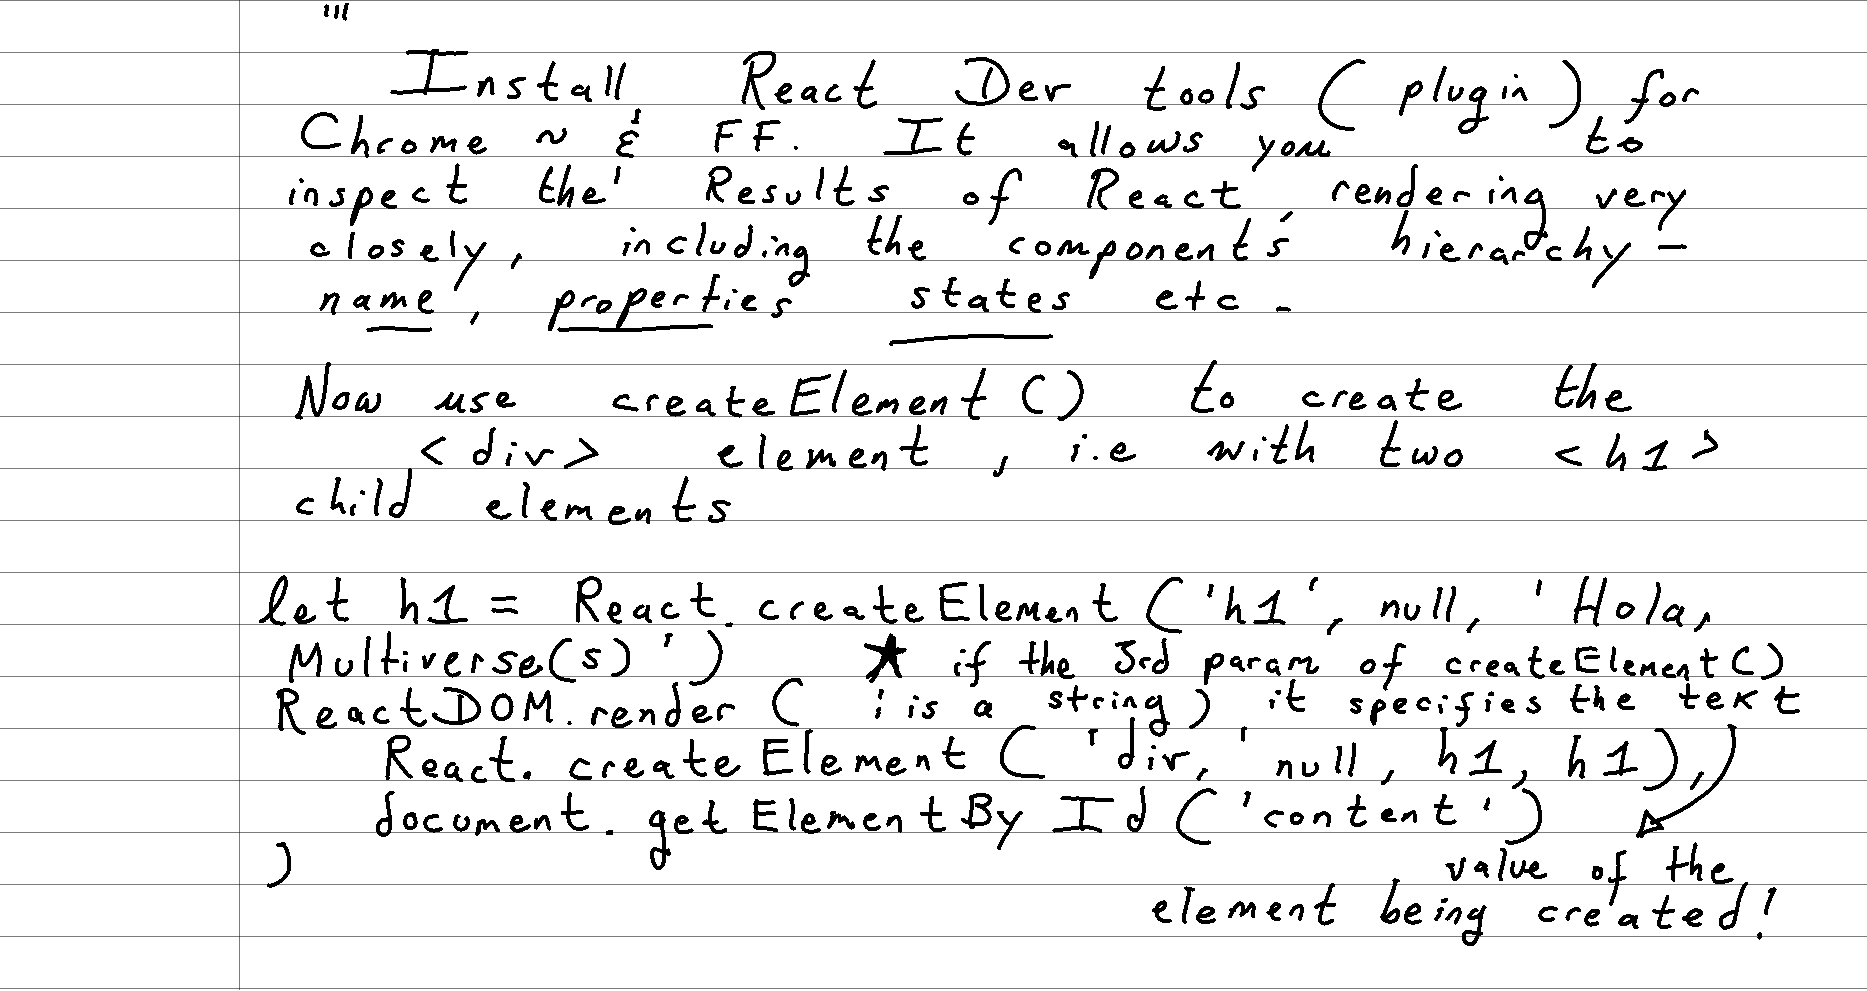 Install React Dev tools (plugin) for
Chrome ~ & FF. It allows you to
inspect the Results of React rendering very
closely, including the components hierarchy -
name, properties states etc.
Now use createElement() to create the
<div> element, i.e with two <h1>
child elements
let h1 = React.createElement('h1', null, 'Hola,
Multiverse(s)') ★ if the 3rd param of createElement()
ReactDOM.render( is a string) it specifies the text
React.createElement('div,' null, h1, h1),
document.getElementById('content')
)
value of the
element being created!